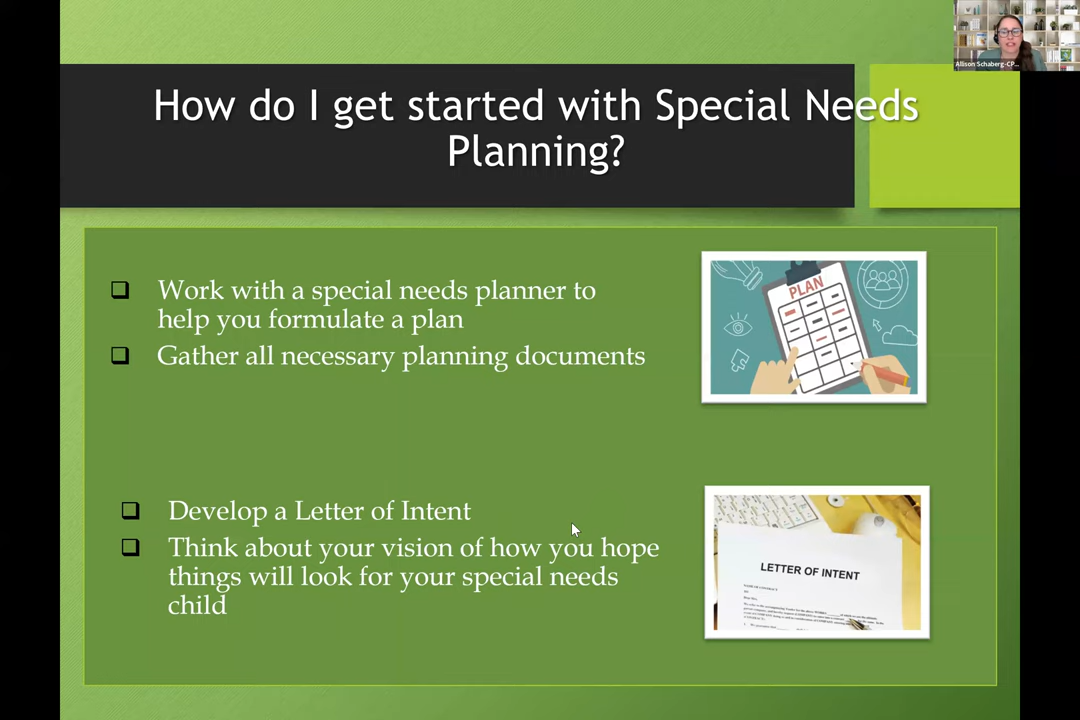 Allison Schaberg-CP...
How do I get started with Special Needs
Planning?
Work with a special needs planner to
help you formulate a plan
Gather all necessary planning documents
PLAN
Develop a Letter of Intent
Think about your vision of how you hope
things will look for your special needs
child
LETTER OF INTENT